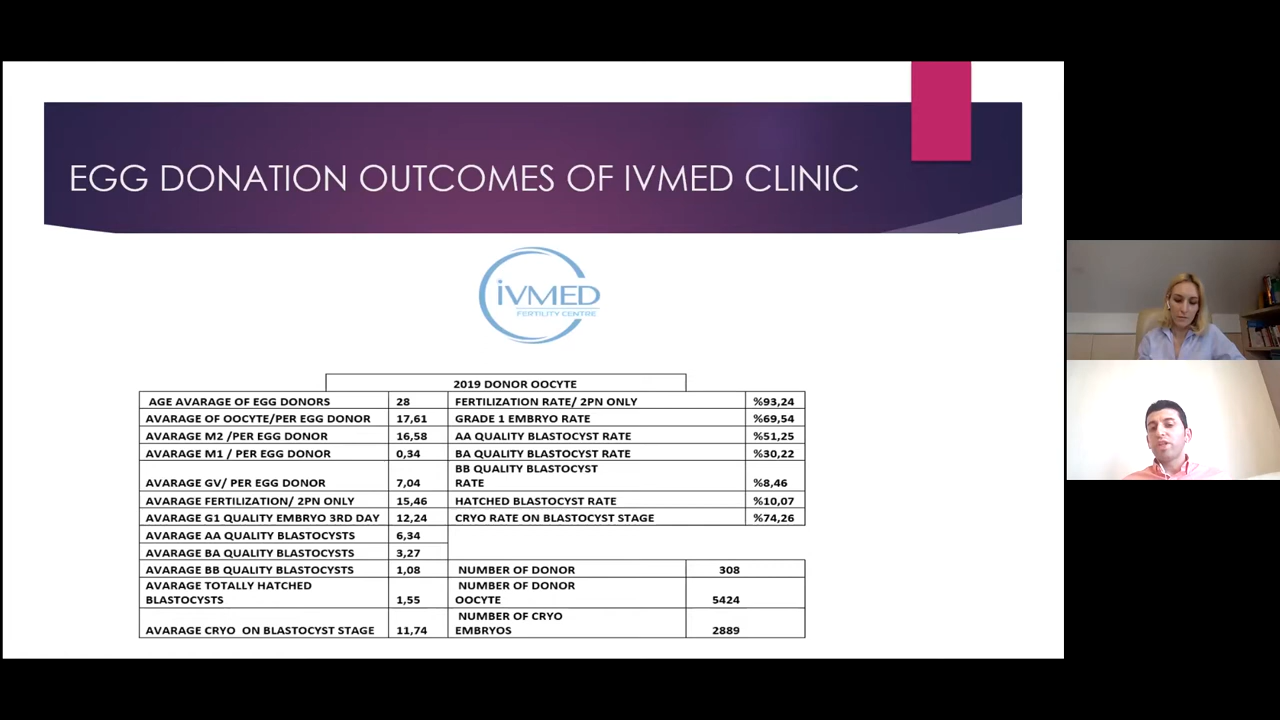 EGG DONATION OUTCOMES OF IVMED CLINIC
iVMED
FERTILITY CENTRE
2019 DONOR OOCYTE
AGE AVARAGE OF EGG DONORS 28 FERTILIZATION RATE/ 2PN ONLY %93,24
AVARAGE OF OOCYTE/PER EGG DONOR 17,61 GRADE 1 EMBRYO RATE %69,54
AVARAGE M2 /PER EGG DONOR 16,58 AA QUALITY BLASTOCYST RATE %51,25
AVARAGE M1 / PER EGG DONOR 0,34 BA QUALITY BLASTOCYST RATE %30,22
BB QUALITY BLASTOCYST
AVARAGE GV/ PER EGG DONOR 7,04 RATE %8,46
AVARAGE FERTILIZATION/ 2PN ONLY 15,46 HATCHED BLASTOCYST RATE %10,07
AVARAGE G1 QUALITY EMBRYO 3RD DAY 12,24 CRYO RATE ON BLASTOCYST STAGE %74,26
AVARAGE AA QUALITY BLASTOCYSTS 6,34
AVARAGE BA QUALITY BLASTOCYSTS 3,27
AVARAGE BB QUALITY BLASTOCYSTS 1,08 NUMBER OF DONOR 308
AVARAGE TOTALLY HATCHED NUMBER OF DONOR
BLASTOCYSTS 1,55 OOCYTE 5424
NUMBER OF CRYO
AVARAGE CRYO ON BLASTOCYST STAGE 11,74 EMBRYOS 2889